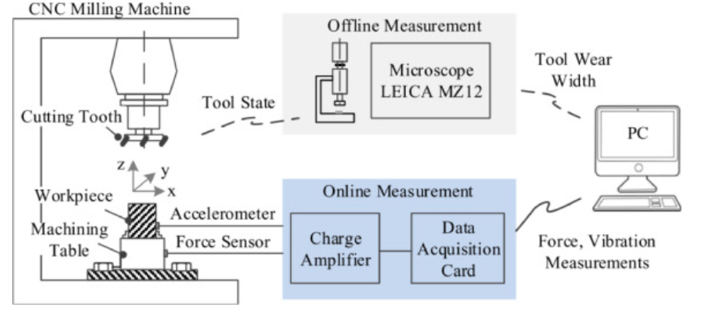 CNC Milling Machine
Offline Measurement
Microscope
LEICA MZ12
Tool Wear
Width
Tool State
Cutting Tooth
PC
z
y
x
Workpiece
Machining
Table
Accelerometer
Force Sensor
Online Measurement
Charge
Amplifier
Data
Acquisition
Card
Force, Vibration
Measurements